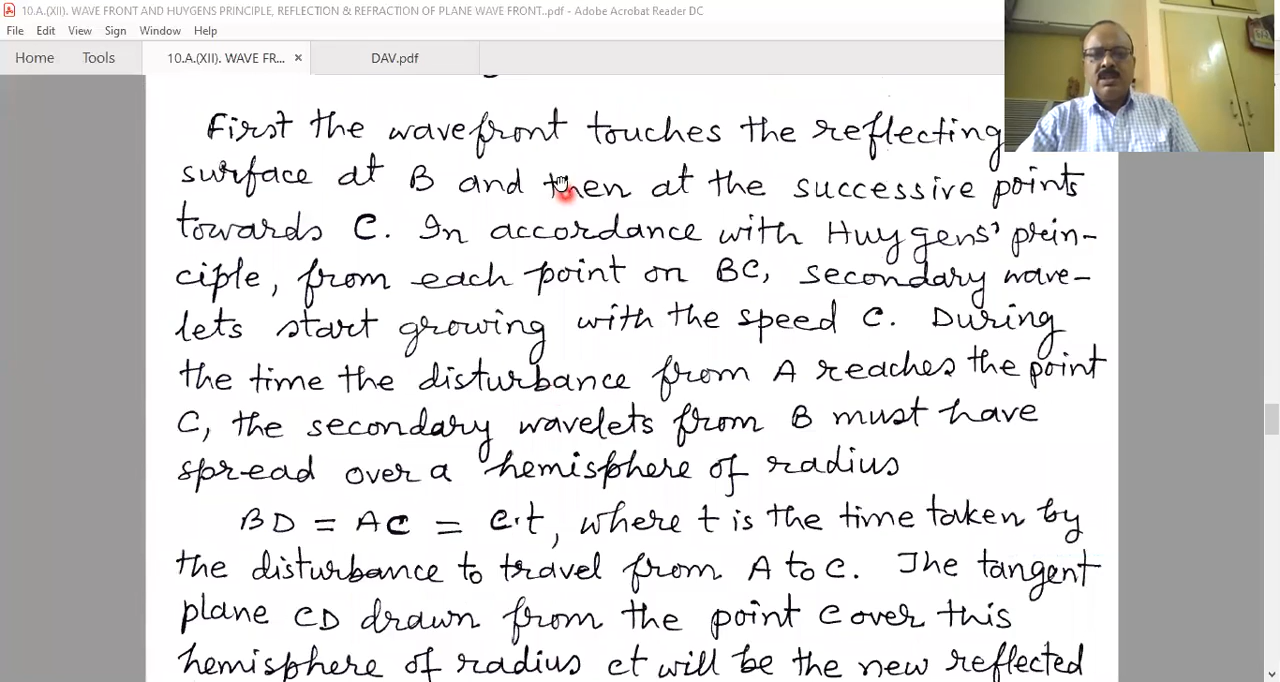 10.A.(XII). WAVE FRONT AND HUYGENS PRINCIPLE, REFLECTION & REFRACTION OF PLANE WAVE FRONT..pdf - Adobe Acrobat Reader DC
File Edit View Sign Window Help
Home Tools 10.A.(XII). WAVE FR... × DAV.pdf
First the wavefront touches the reflecting
surface at B and then at the successive points
towards C. In accordance with Huygens' prin-
ciple, from each point on BC, secondary wave-
lets start growing with the speed c. During
the time the disturbance from A reaches the point
C, the secondary wavelets from B must have
spread over a hemisphere of radius
BD = AC = c.t, where t is the time taken by
the disturbance to travel from A to C. The tangent
plane CD drawn from the point C over this
hemisphere of radius ct will be the new reflected